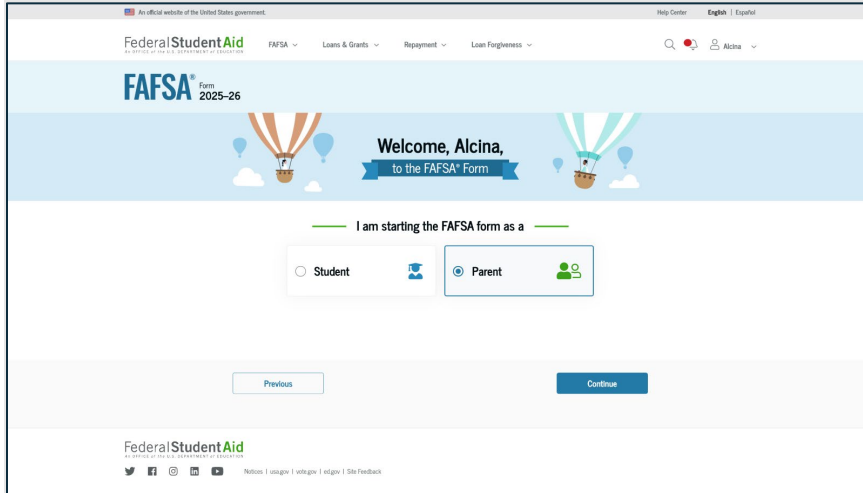 An official website of the United States government.
Help Center English | Español
Federal Student Aid
An OFFICE of the U.S. DEPARTMENT of EDUCATION
FAFSA Loans & Grants Repayment Loan Forgiveness Alcina
FAFSA® Form 2025–26
Welcome, Alcina,
to the FAFSA® Form
I am starting the FAFSA form as a
Student Parent
Previous Continue
Federal Student Aid
An OFFICE of the U.S. DEPARTMENT of EDUCATION
Notices | usa.gov | vote.gov | ed.gov | Site Feedback